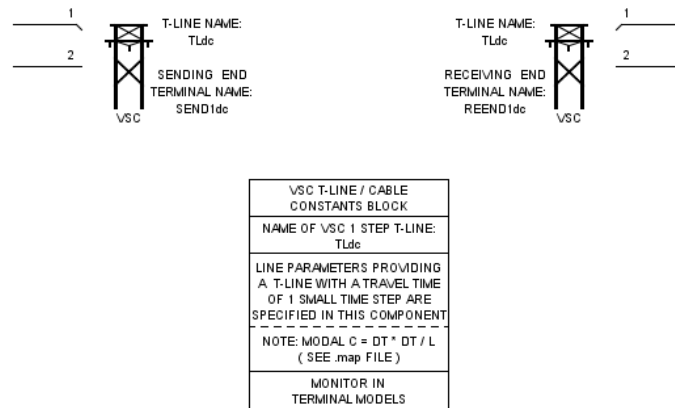 1
2
T-LINE NAME:
TLdc
SENDING END
TERMINAL NAME:
SEND1dc
VSC
T-LINE NAME:
TLdc
RECEIVING END
TERMINAL NAME:
REEND1dc
VSC
1
2
VSC T-LINE / CABLE
CONSTANTS BLOCK
NAME OF VSC 1 STEP T-LINE:
TLdc
LINE PARAMETERS PROVIDING
A T-LINE WITH A TRAVEL TIME
OF 1 SMALL TIME STEP ARE
SPECIFIED IN THIS COMPONENT
NOTE: MODAL C = DT * DT / L
( SEE .map FILE )
MONITOR IN
TERMINAL MODELS